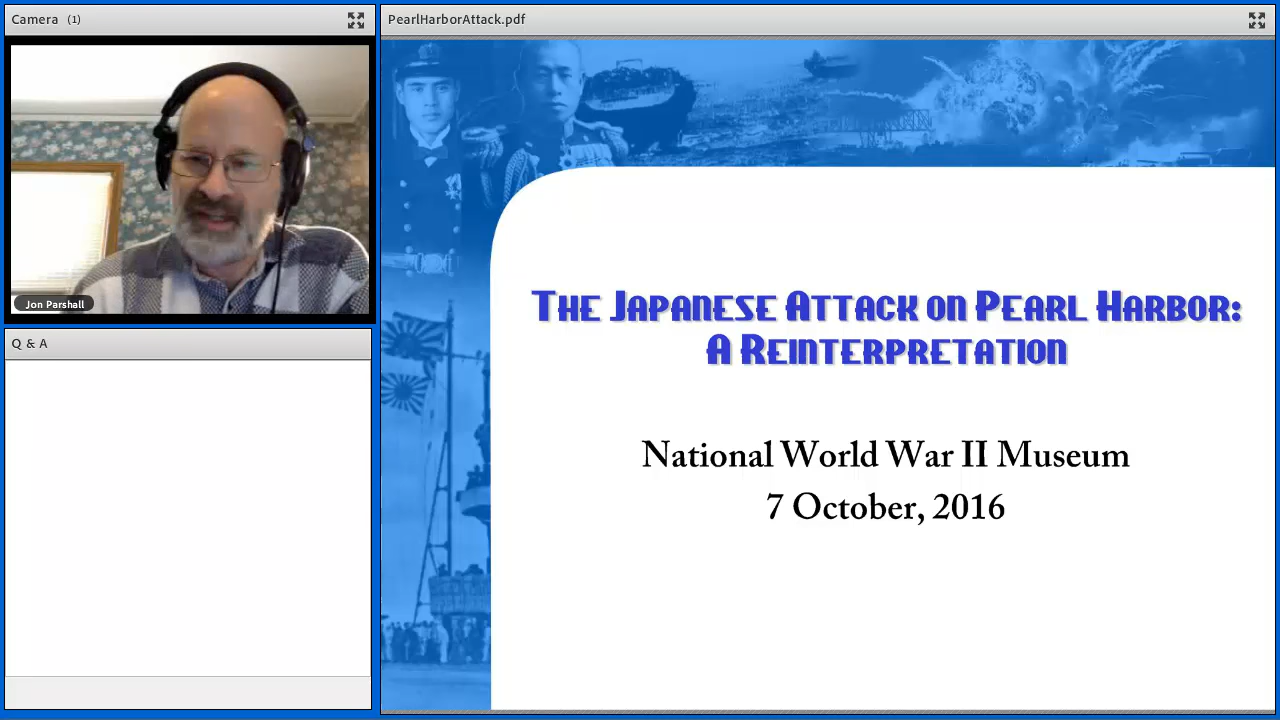 Camera (1)
Jon Parshall
Q & A
PearlHarborAttack.pdf
The Japanese Attack on Pearl Harbor:
A Reinterpretation
National World War II Museum
7 October, 2016